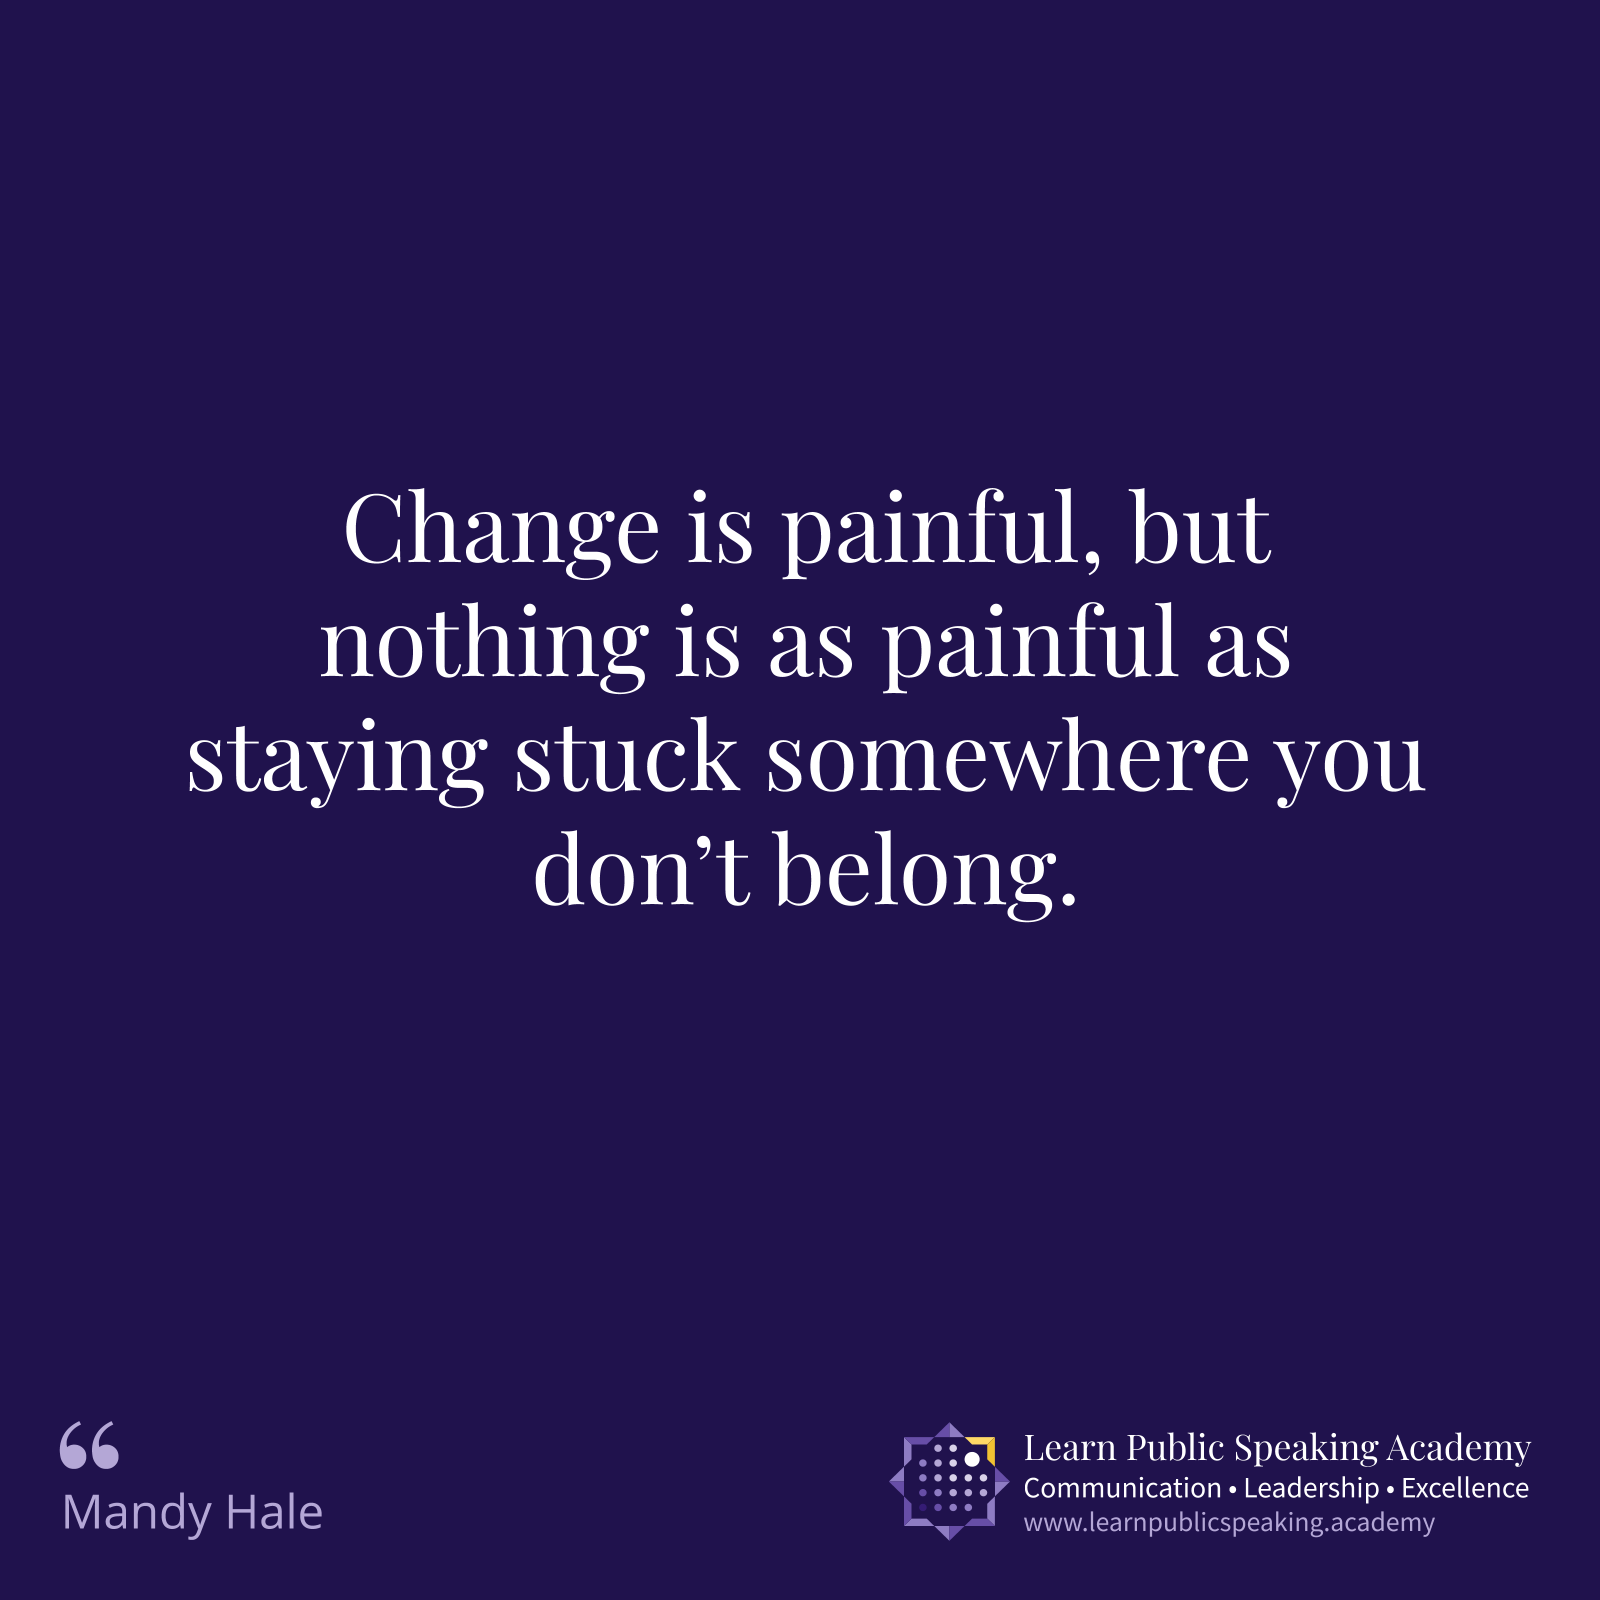 Change is painful, but
nothing is as painful as
staying stuck somewhere you
don’t belong.
“
Mandy Hale
Learn Public Speaking Academy
Communication • Leadership • Excellence
www.learnpublicspeaking.academy